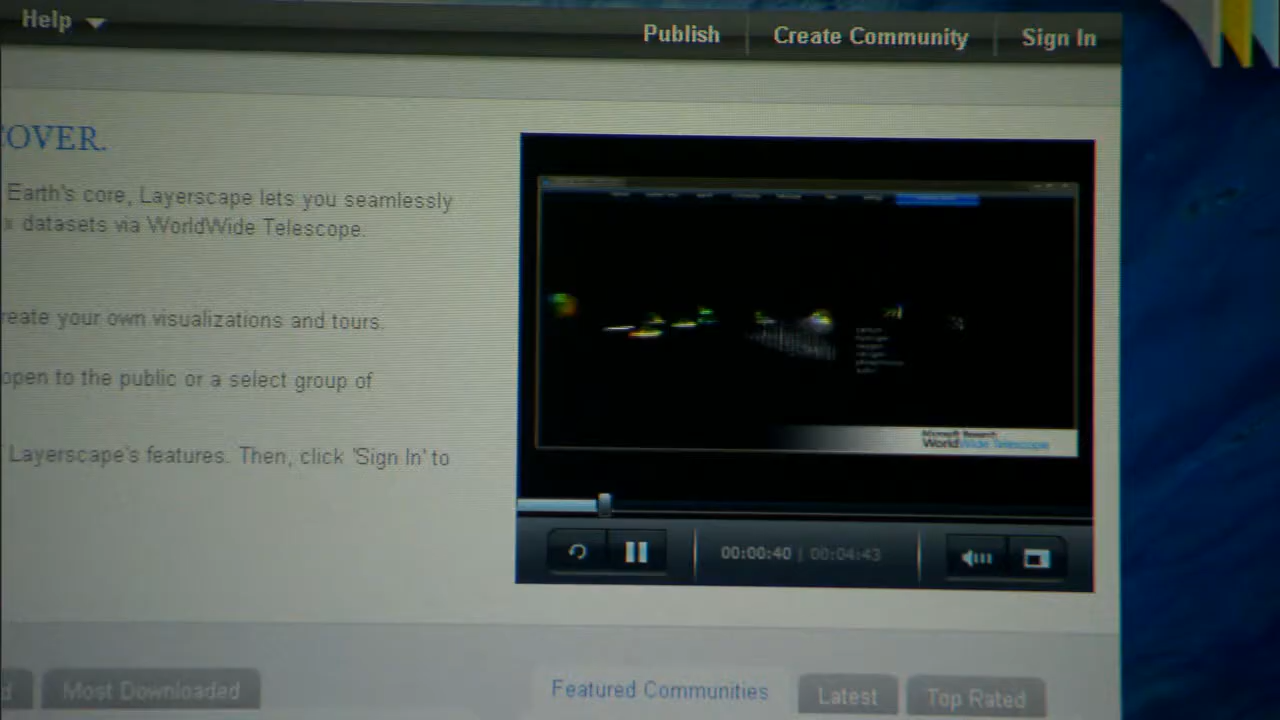 Help
Publish
Create Community
Sign In
OVER.
Earth's core, Layerscape lets you seamlessly
x datasets via WorldWide Telescope.
reate your own visualizations and tours.
open to the public or a select group of
Layerscape's features. Then, click 'Sign In' to
Microsoft Research
WorldWide Telescope
00:00:40 | 00:04:43
d
Most Downloaded
Featured Communities
Latest
Top Rated